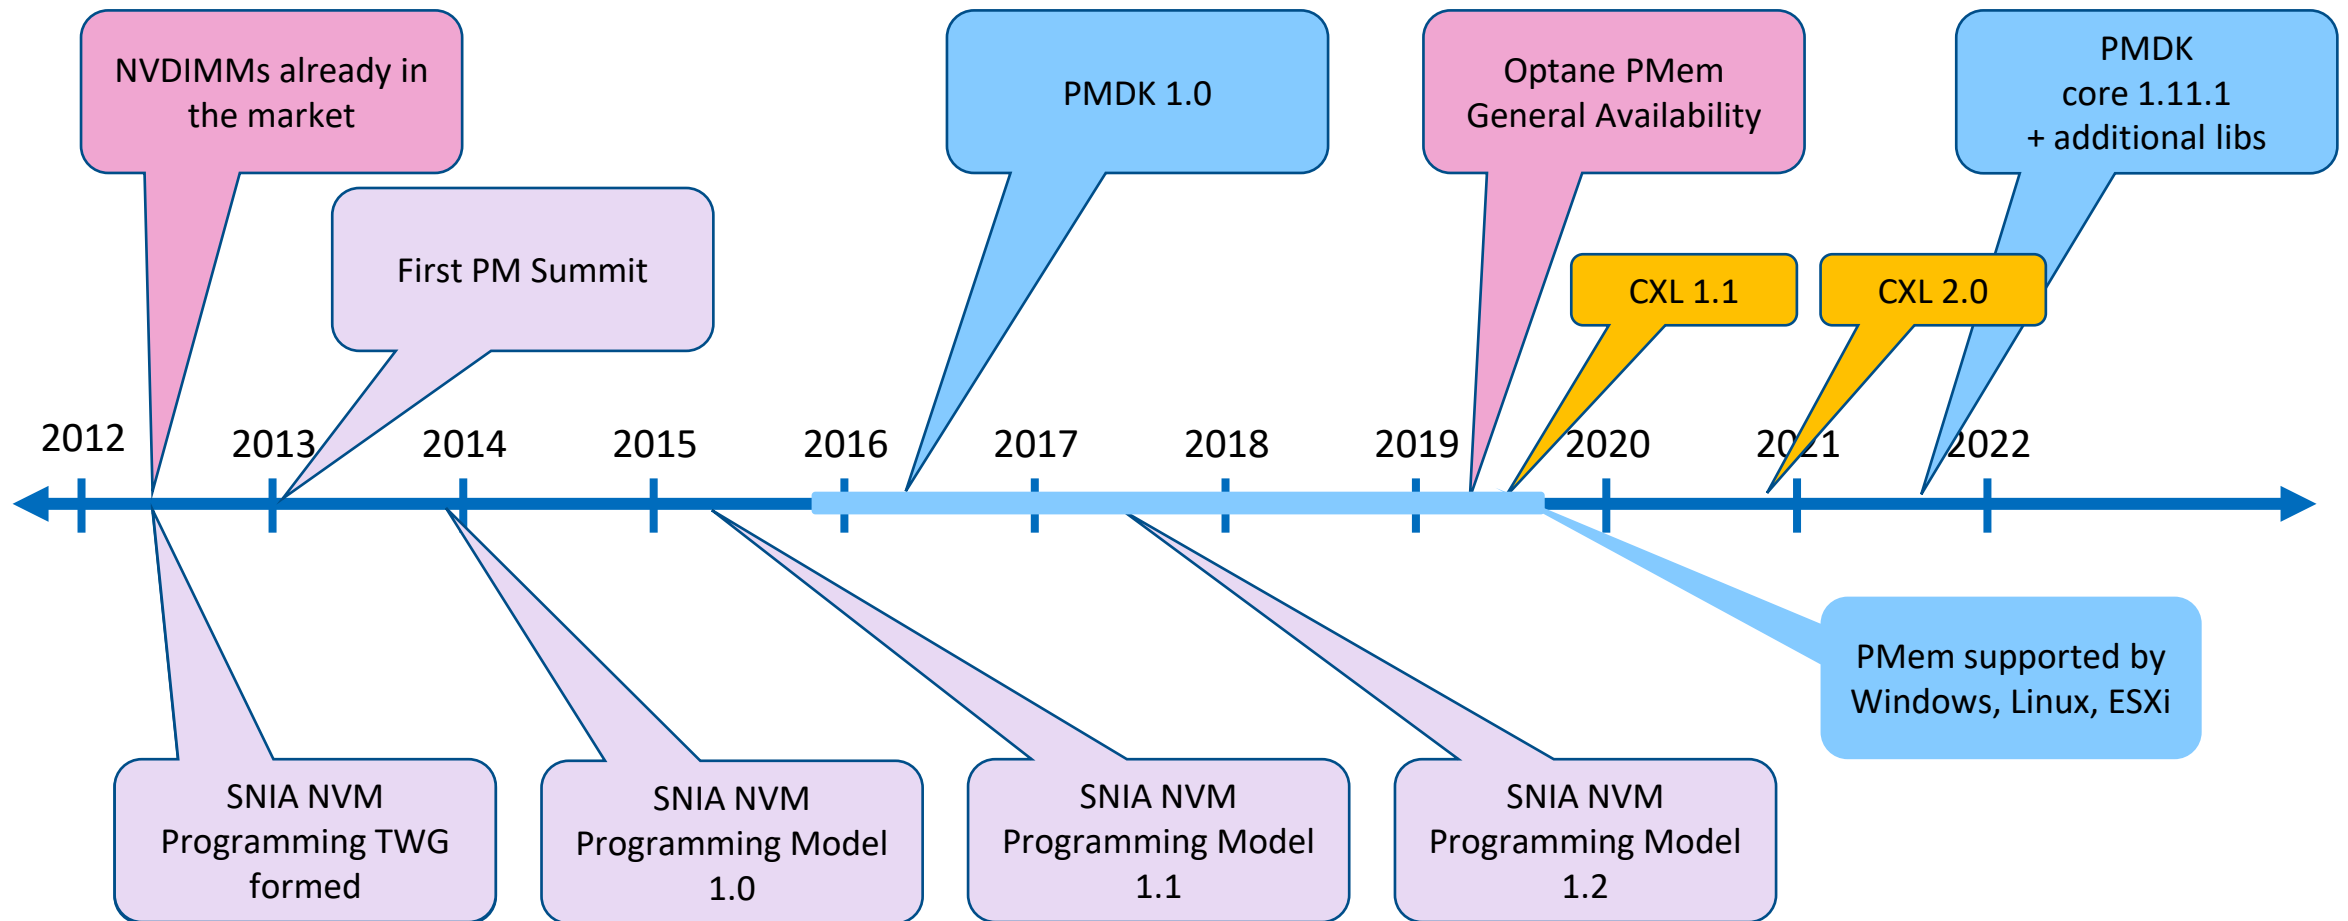 NVDIMMs already in
the market
PMDK 1.0
Optane PMem
General Availability
PMDK
core 1.11.1
+ additional libs
First PM Summit
CXL 1.1
CXL 2.0
2012
2013
2014
2015
2016
2017
2018
2019
2020
2021
2022
PMem supported by
Windows, Linux, ESXi
SNIA NVM
Programming TWG
formed
SNIA NVM
Programming Model
1.0
SNIA NVM
Programming Model
1.1
SNIA NVM
Programming Model
1.2